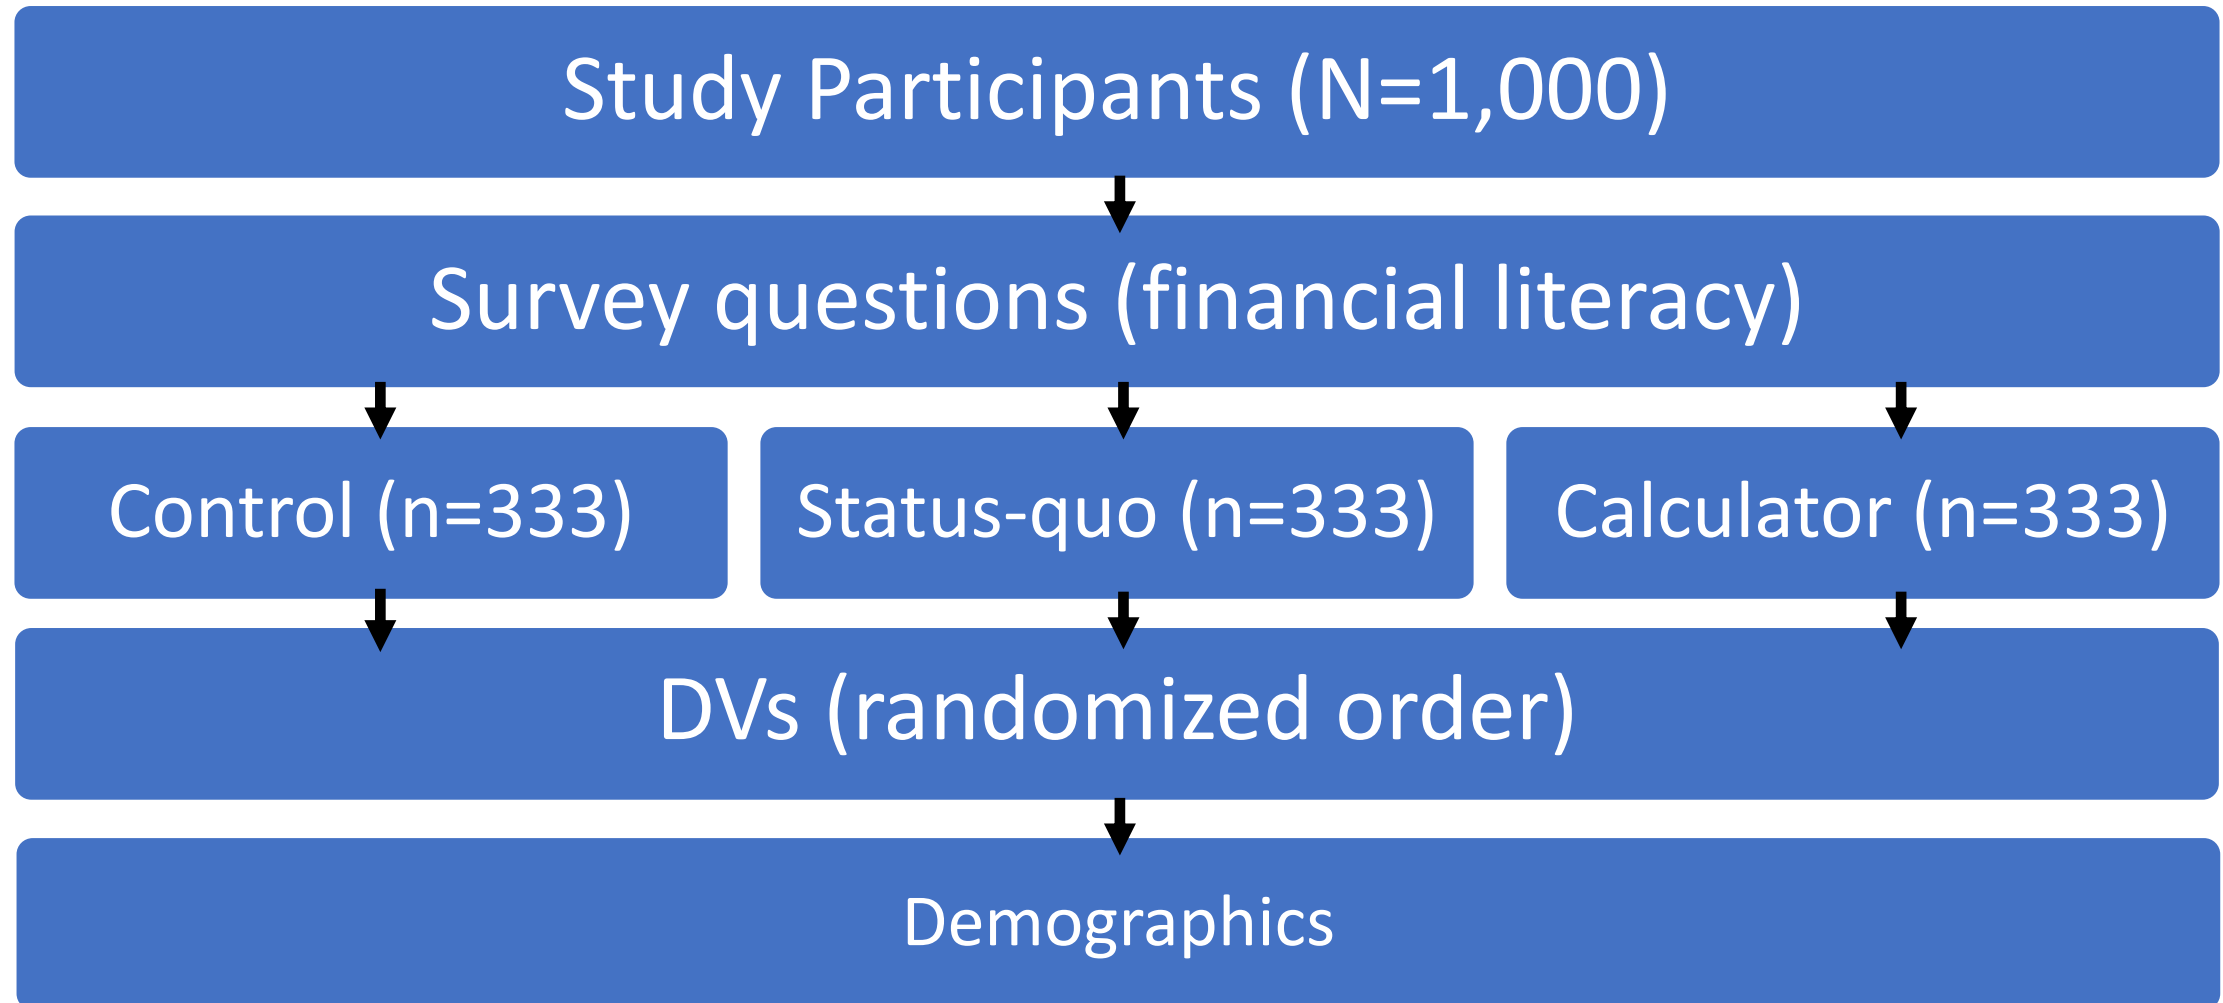 Study Participants (N=1,000)
Survey questions (financial literacy)
Control (n=333)
Status-quo (n=333)
Calculator (n=333)
DVs (randomized order)
Demographics